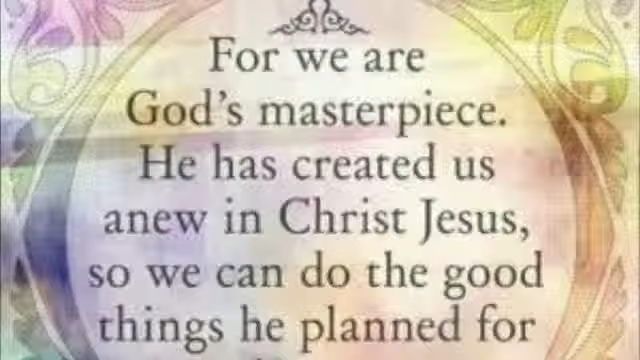 For we are
God's masterpiece.
He has created us
anew in Christ Jesus,
so we can do the good
things he planned for